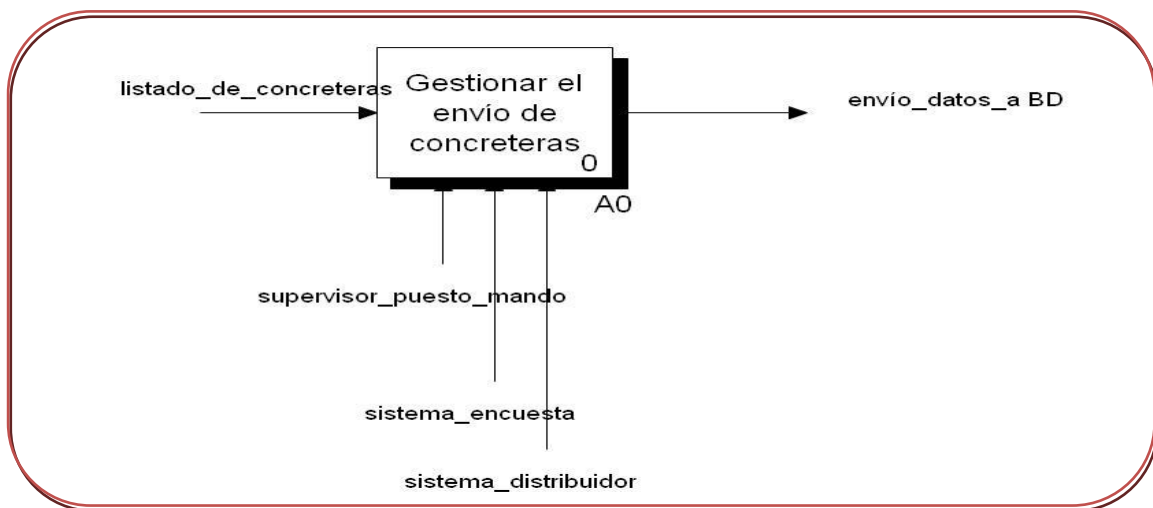 Gestionar el
envío de
concreteras
0
A0
listado_de_concreteras
envío_datos_a BD
supervisor_puesto_mando
sistema_encuesta
sistema_distribuidor